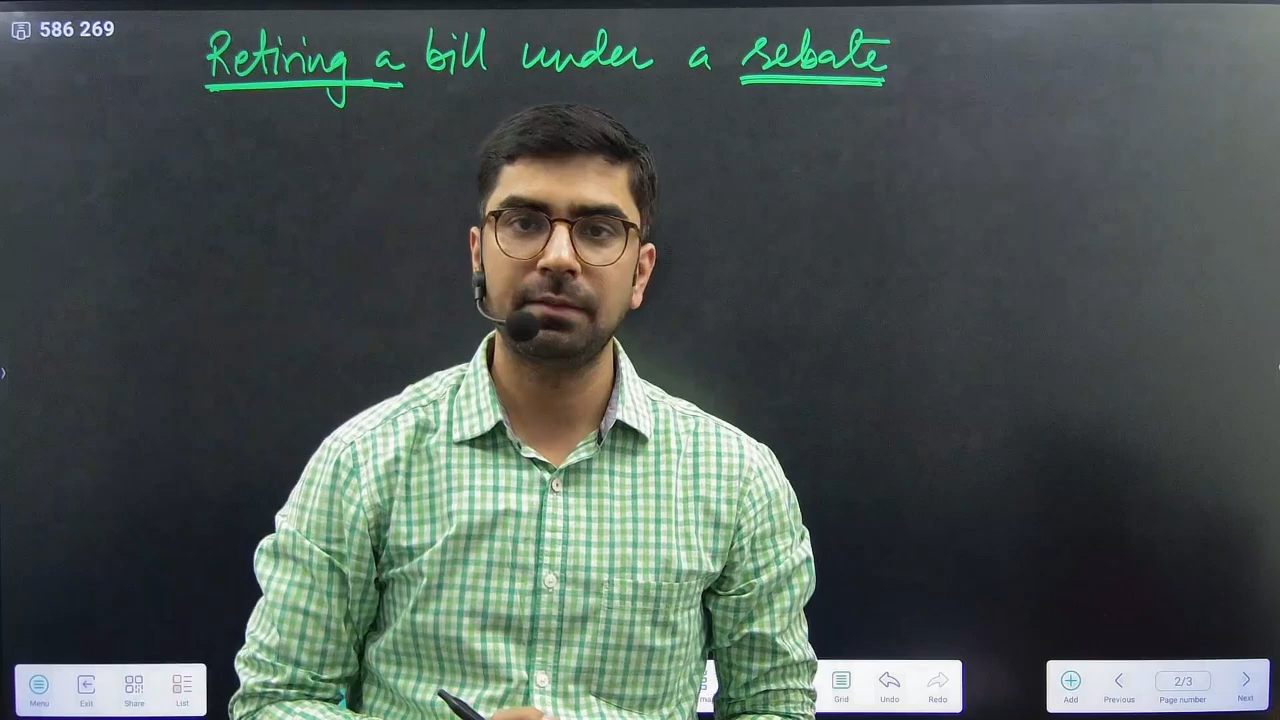 586 269
Retiring a bill under a rebate
Menu Exit Share List
Grid Undo Redo
Add Previous 2/3 Page number Next